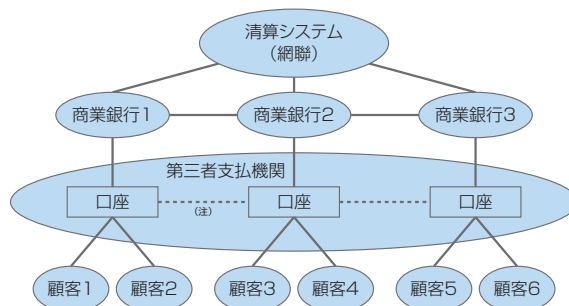 清算システム
(網聯)
商業銀行1
商業銀行2
商業銀行3
第三者支払機関
口座
(注)
口座
口座
顧客1
顧客2
顧客3
顧客4
顧客5
顧客6